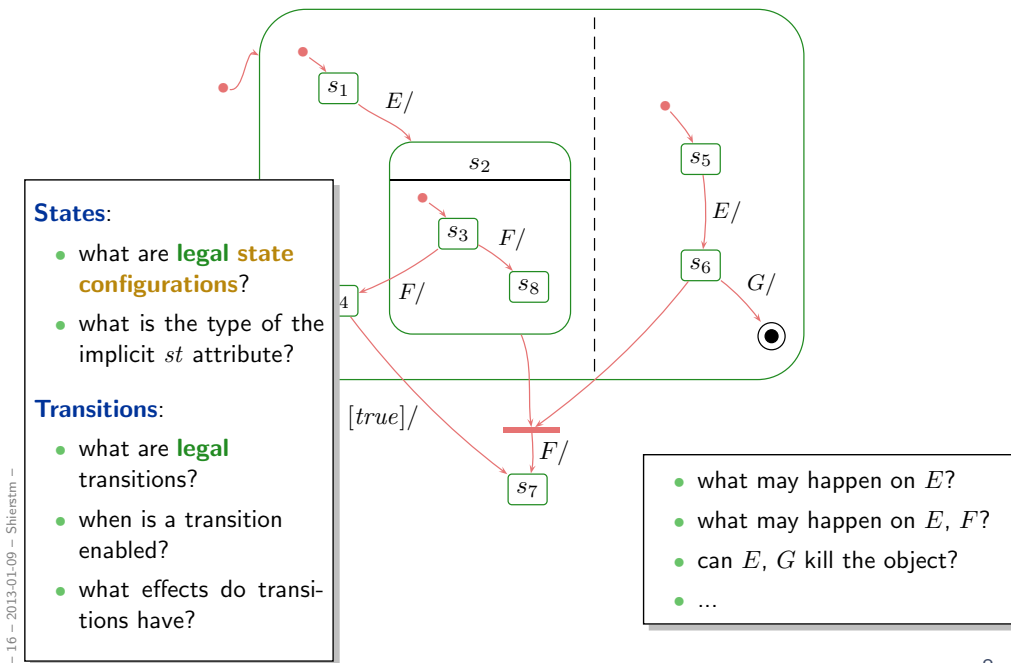 s1
E/
s2
s5
s3
F/
E/
s6
F/
s8
G/
4
[true]/
F/
s7
States:
• what are legal state
configurations?
• what is the type of the
implicit st attribute?
Transitions:
• what are legal
transitions?
• when is a transition
enabled?
• what effects do transi-
tions have?
• what may happen on E?
• what may happen on E, F?
• can E, G kill the object?
• ...
– 16 – 2013-01-09 – Shierstm –